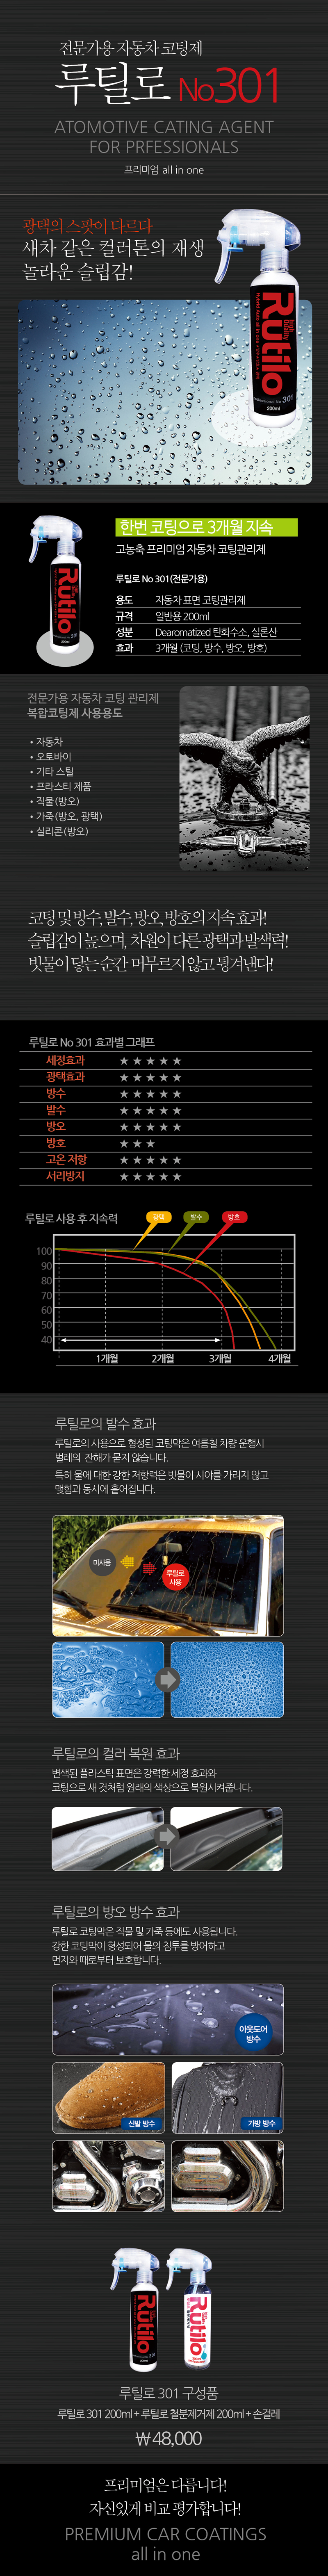 전문가용 자동차 코팅제
루틸로 No301
ATOMOTIVE CATING AGENT
FOR PRFESSIONALS
프리미엄 all in one
광택의 스팟이 다르다
새차 같은 컬러톤의 재생
놀라운 슬립감!
Rutilo
200ml
한번 코팅으로 3개월 지속
고농축 프리미엄 자동차 코팅관리제
루틸로 No 301(전문가용)
용도 자동차 표면 코팅관리제
규격 일반용 200ml
성분 Dearomatized 탄화수소, 실론산
효과 3개월 (코팅, 방수, 방오, 방호)
Rutilo
전문가용 자동차 코팅 관리제
복합코팅제 사용용도
• 자동차
• 오토바이
• 기타 스틸
• 프라스티 제품
• 직물(방오)
• 가죽(방오, 광택)
• 실리콘(방오)
코팅 및 방수, 발수, 방오, 방호의 지속 효과!
슬립감이 높으며, 차원이 다른 광택과 발색력!
빗물이 닿는 순간 머무르지 않고 튕겨낸다!
루틸로 No 301 효과별 그래프
세정효과 ★ ★ ★ ★ ★
광택효과 ★ ★ ★ ★ ★
방수 ★ ★ ★ ★ ★
발수 ★ ★ ★ ★ ★
방오 ★ ★ ★ ★ ★
방호 ★ ★ ★
고온 저항 ★ ★ ★ ★ ★
서리방지 ★ ★ ★ ★ ★
루틸로 사용 후 지속력
광택 발수 방호
100
90
80
70
60
50
40
1개월 2개월 3개월 4개월
루틸로의 발수 효과
루틸로의 사용으로 형성된 코팅막은 여름철 차량 운행시
벌레의 잔해가 묻지 않습니다.
특히 물에 대한 강한 저항력은 빗물이 시야를 가리지 않고
맺힘과 동시에 흩어집니다.
미사용
루틸로
사용
루틸로의 컬러 복원 효과
변색된 플라스틱 표면은 강력한 세정 효과와
코팅으로 새 것처럼 원래의 색상으로 복원시켜줍니다.
루틸로의 방오 방수 효과
루틸로 코팅막은 직물 및 가죽 등에도 사용됩니다.
강한 코팅막이 형성되어 물의 침투를 방어하고
먼지와 때로부터 보호합니다.
아웃도어
방수
신발 방수
가방 방수
Rutilo
Rutilo
루틸로 301 구성품
루틸로 301 200ml + 루틸로 철분제거제 200ml + 손걸레
₩48,000
프리미엄은 다릅니다!
자신있게 비교 평가합니다!
PREMIUM CAR COATINGS
all in one